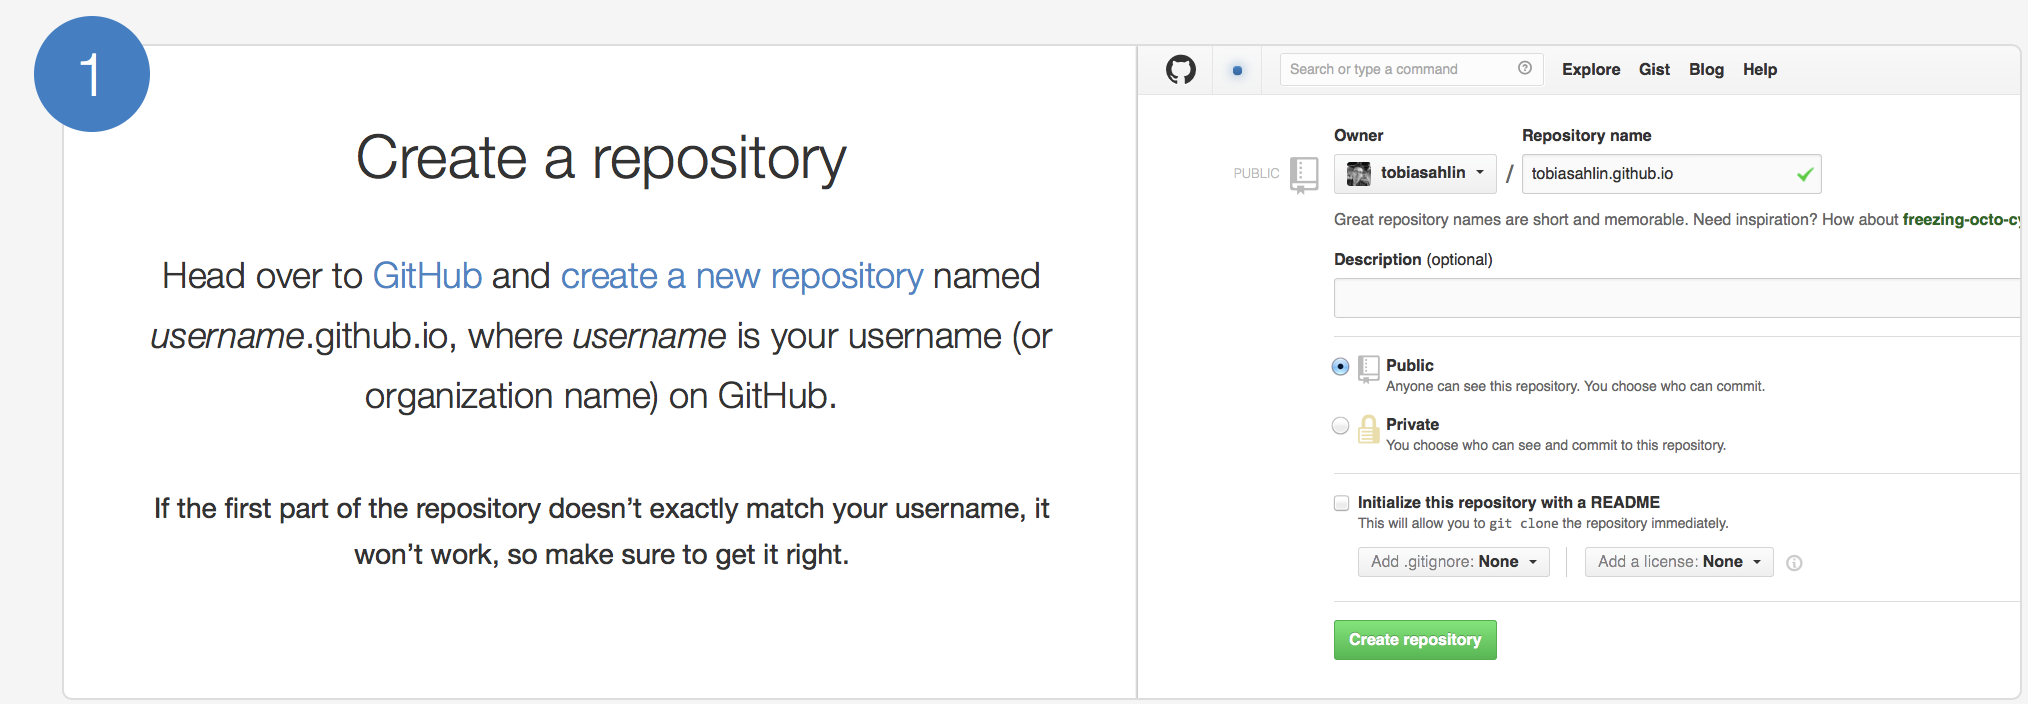 1
Create a repository
Head over to GitHub and create a new repository named
username.github.io, where username is your username (or
organization name) on GitHub.
If the first part of the repository doesn’t exactly match your username, it
won’t work, so make sure to get it right.
Search or type a command
Explore Gist Blog Help
Owner Repository name
PUBLIC tobiasahlin / tobiasahlin.github.io
Great repository names are short and memorable. Need inspiration? How about freezing-octo-cy
Description (optional)
Public
Anyone can see this repository. You choose who can commit.
Private
You choose who can see and commit to this repository.
Initialize this repository with a README
This will allow you to git clone the repository immediately.
Add .gitignore: None Add a license: None
Create repository